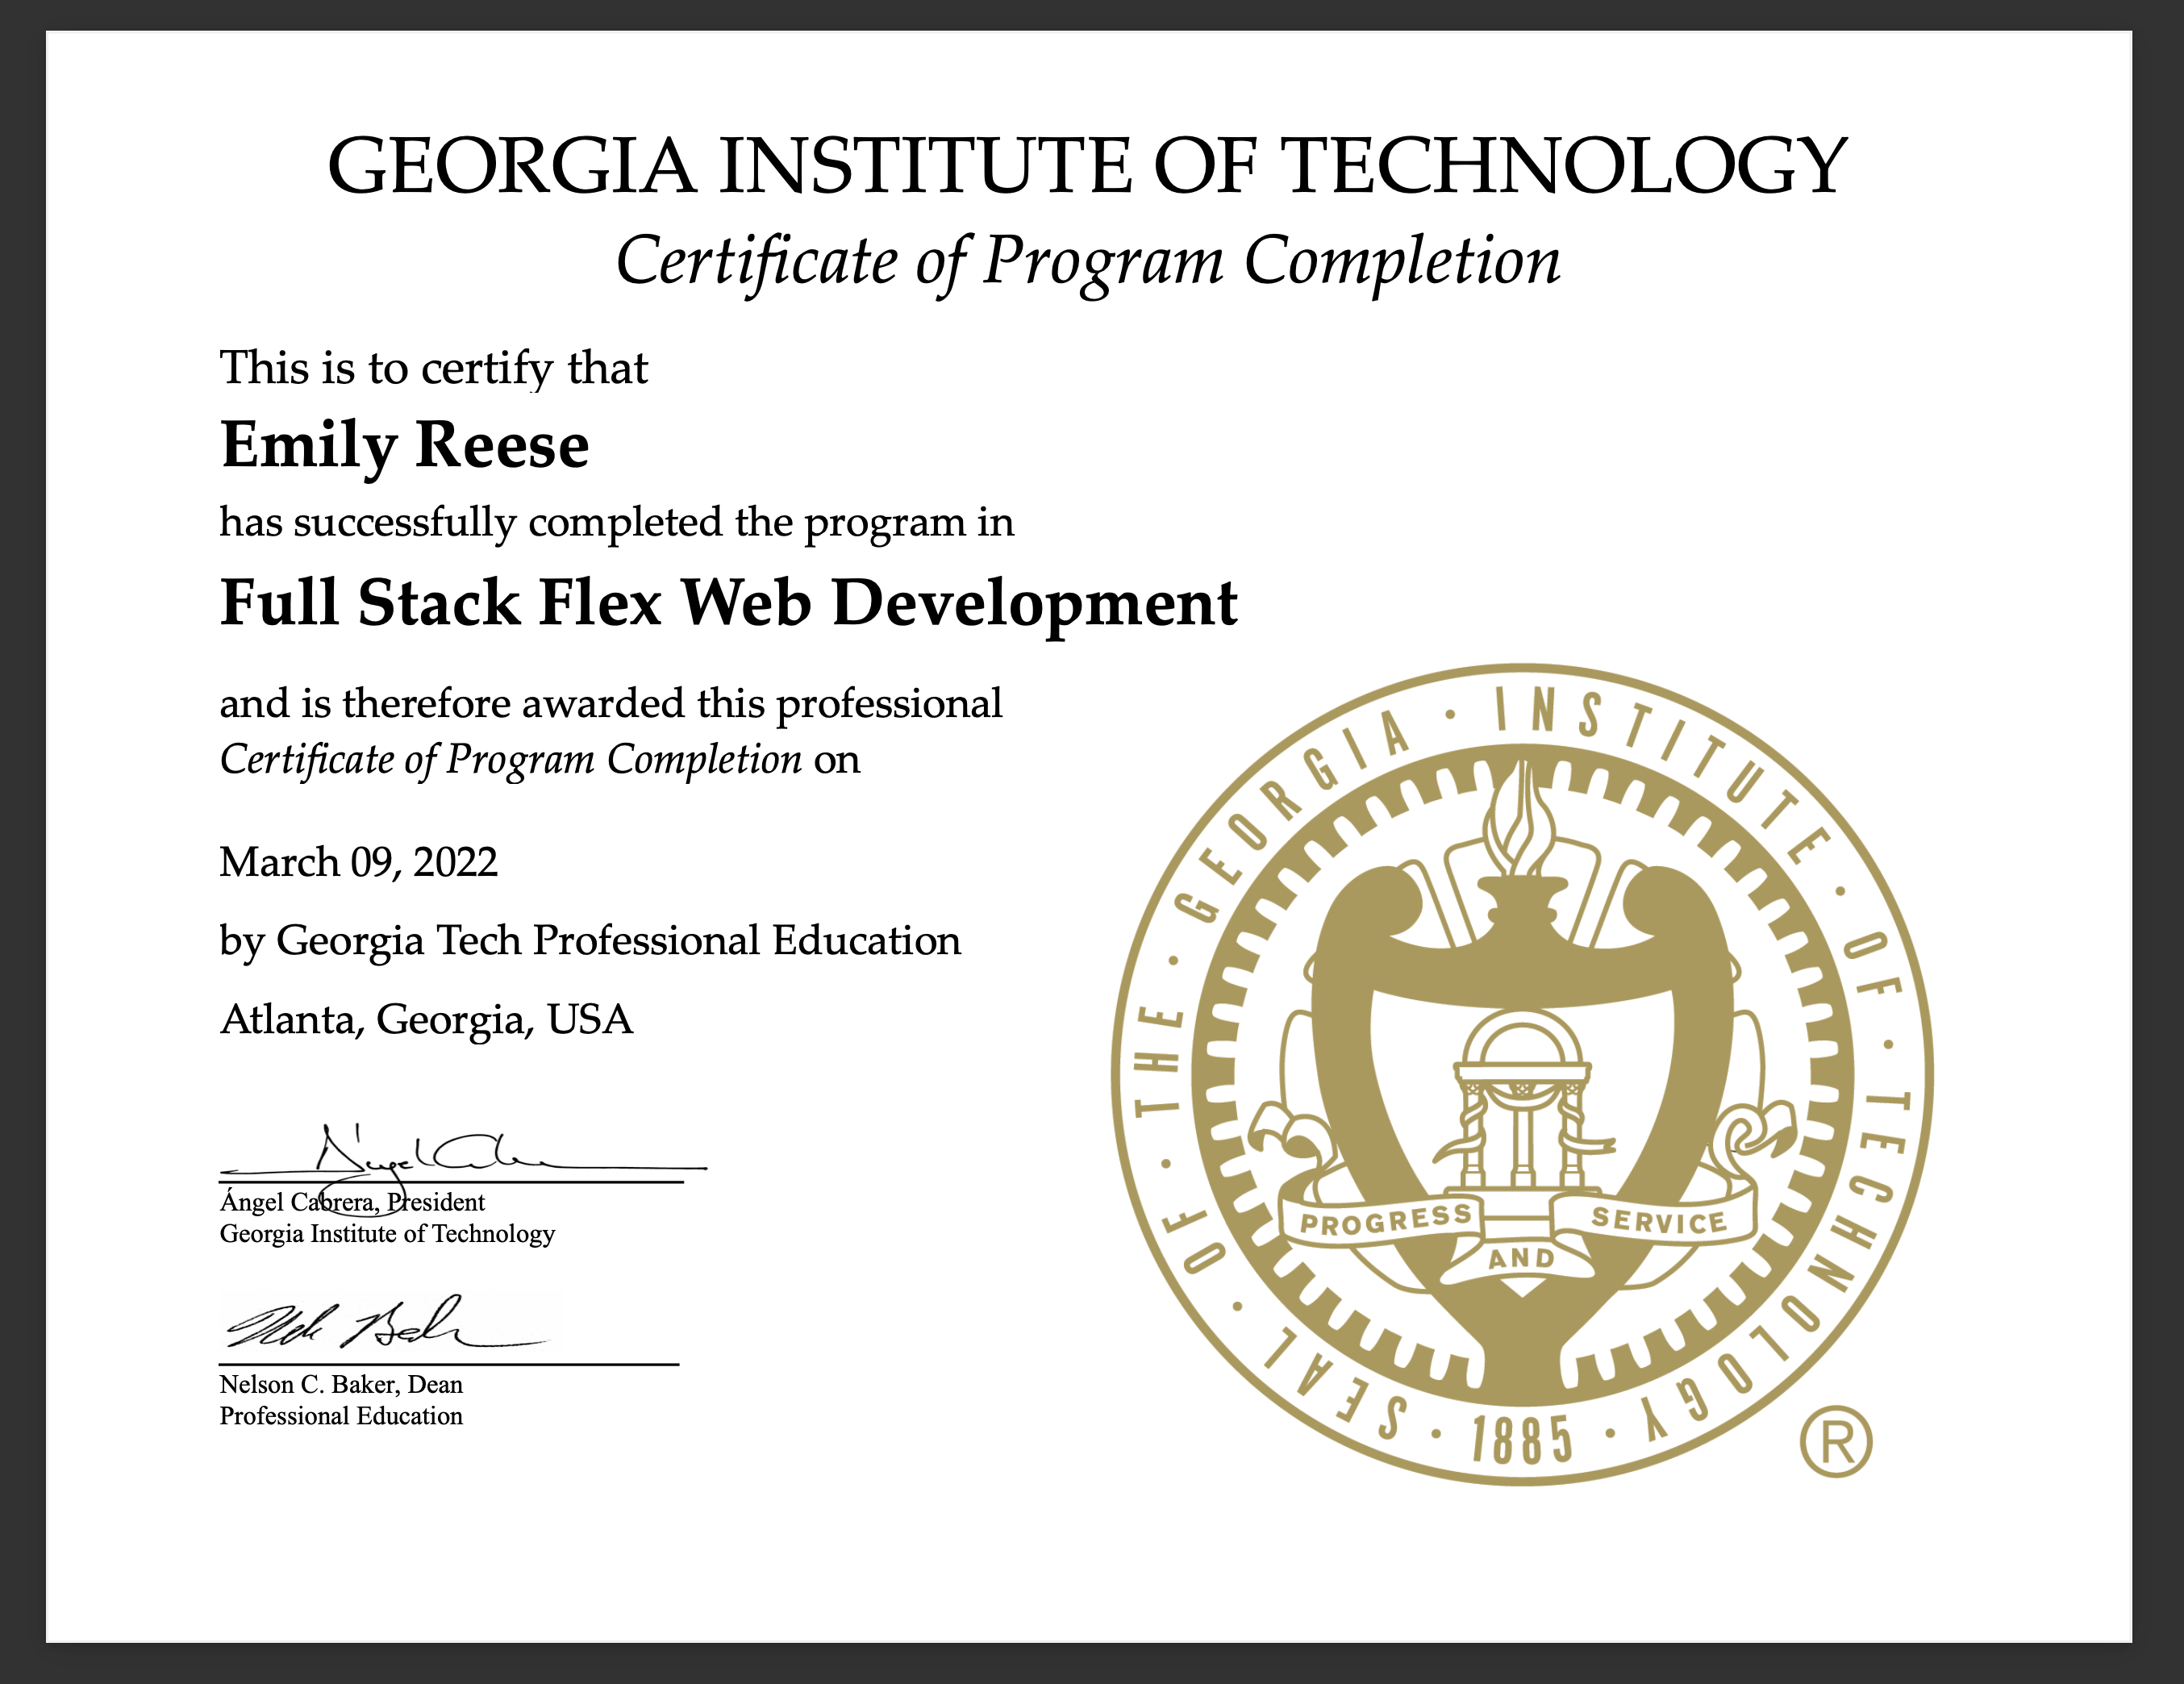 GEORGIA INSTITUTE OF TECHNOLOGY
Certificate of Program Completion
This is to certify that
Emily Reese
has successfully completed the program in
Full Stack Flex Web Development
and is therefore awarded this professional
Certificate of Program Completion on
March 09, 2022
by Georgia Tech Professional Education
Atlanta, Georgia, USA
Ángel Cabrera, President
Georgia Institute of Technology
Nelson C. Baker, Dean
Professional Education
SEAL · OF · THE · GEORGIA · INSTITUTE · OF · TECHNOLOGY · 1885 ·
PROGRESS AND SERVICE
®